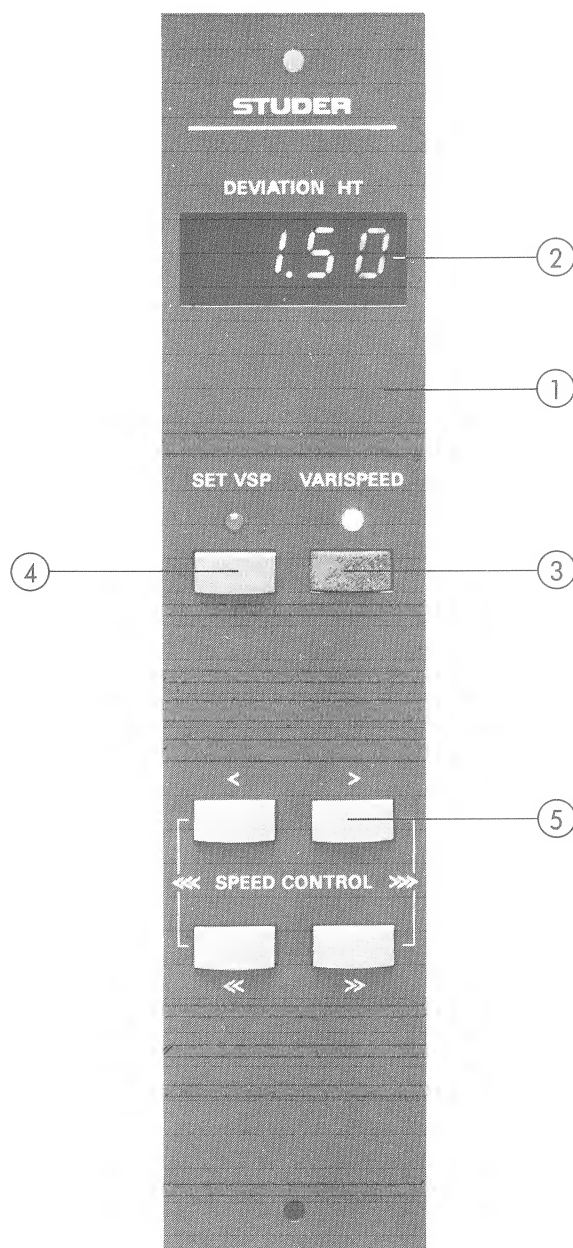 STUDER
DEVIATION HT
1.50
2
1
SET VSP VARISPEED
4
3
< >
5
<<< SPEED CONTROL >>>
<< >>